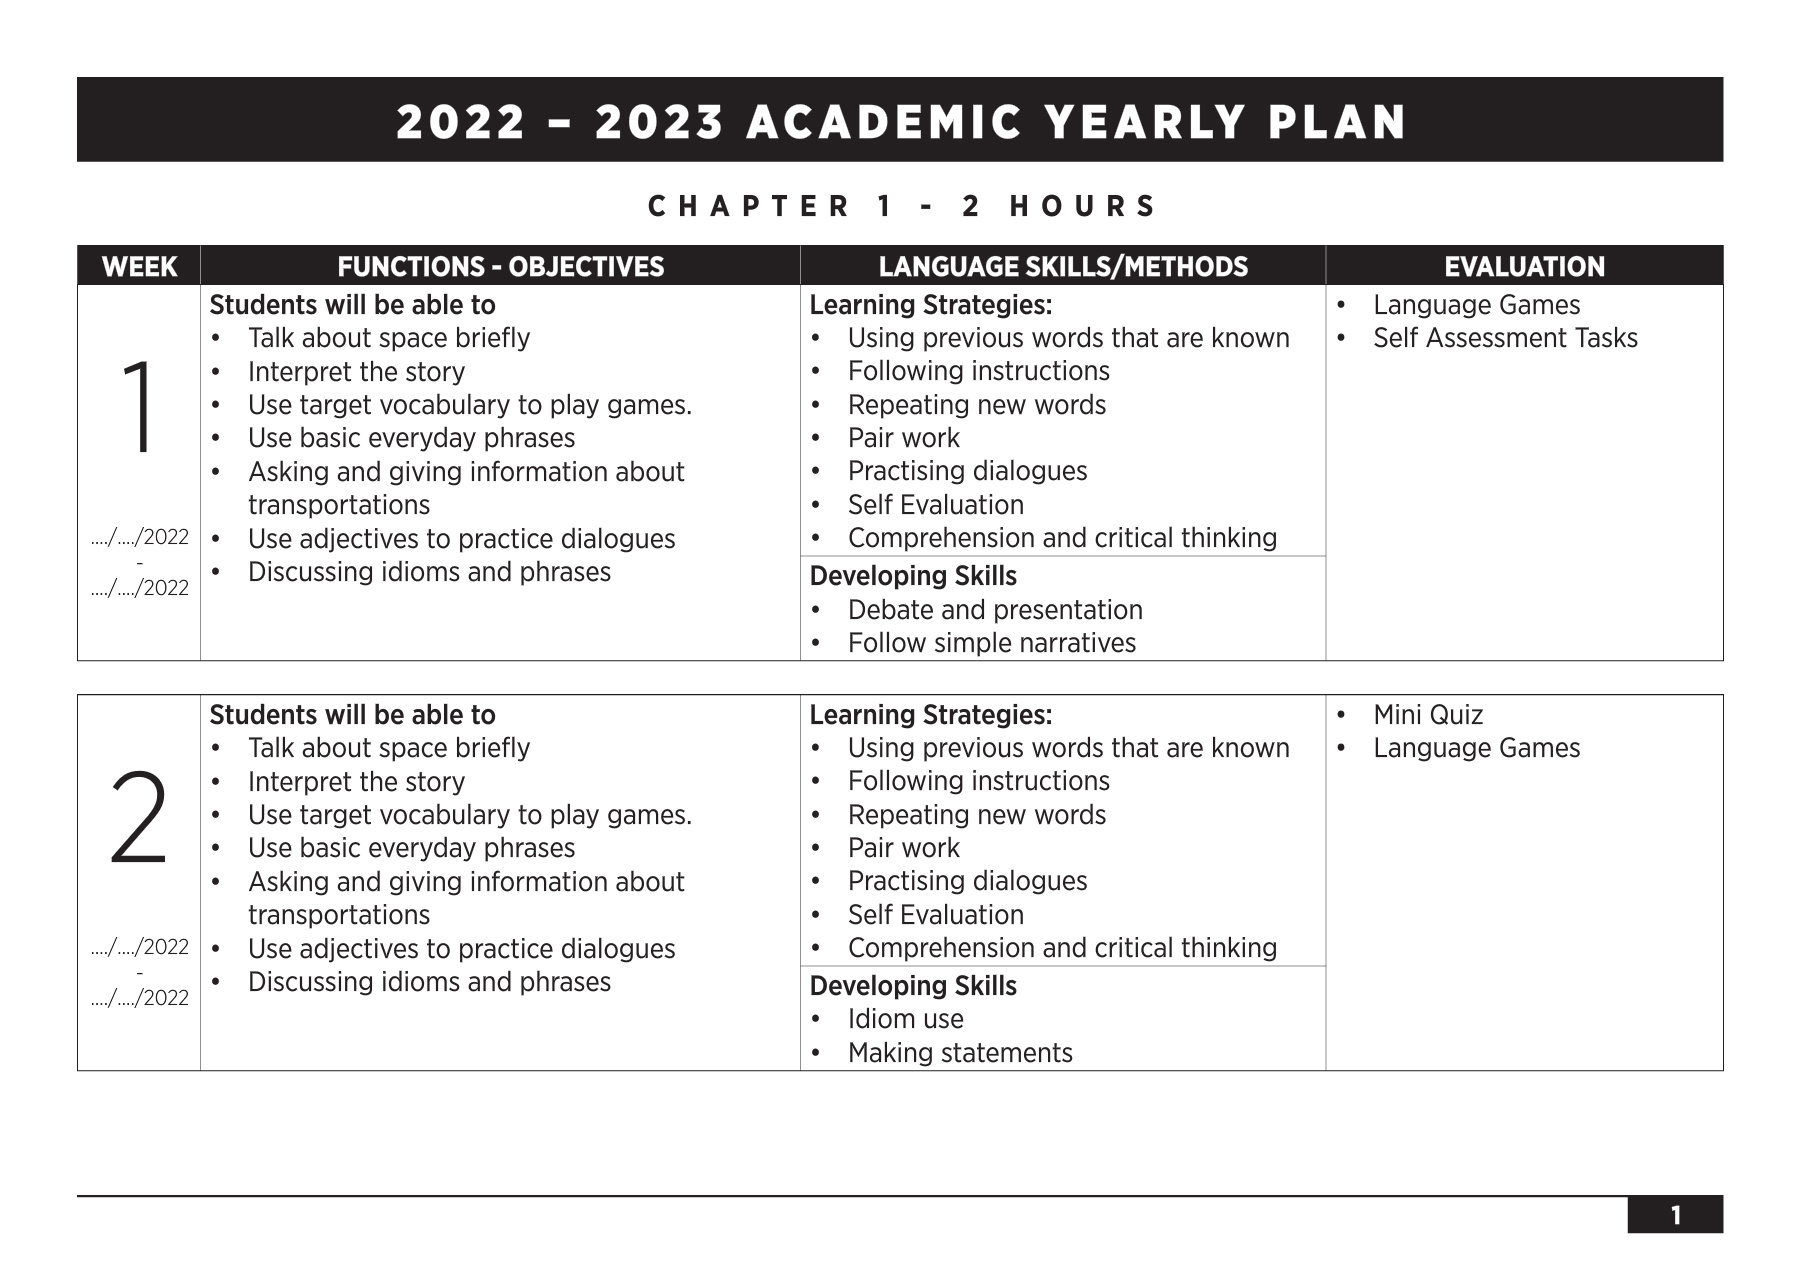 2022 – 2023 ACADEMIC YEARLY PLAN
CHAPTER 1 - 2 HOURS
WEEK
FUNCTIONS - OBJECTIVES
LANGUAGE SKILLS/METHODS
EVALUATION
1
..../..../2022
-
..../..../2022
Students will be able to
• Talk about space briefly
• Interpret the story
• Use target vocabulary to play games.
• Use basic everyday phrases
• Asking and giving information about
transportations
• Use adjectives to practice dialogues
• Discussing idioms and phrases
Learning Strategies:
• Using previous words that are known
• Following instructions
• Repeating new words
• Pair work
• Practising dialogues
• Self Evaluation
• Comprehension and critical thinking
Developing Skills
• Debate and presentation
• Follow simple narratives
• Language Games
• Self Assessment Tasks
2
..../..../2022
-
..../..../2022
Students will be able to
• Talk about space briefly
• Interpret the story
• Use target vocabulary to play games.
• Use basic everyday phrases
• Asking and giving information about
transportations
• Use adjectives to practice dialogues
• Discussing idioms and phrases
Learning Strategies:
• Using previous words that are known
• Following instructions
• Repeating new words
• Pair work
• Practising dialogues
• Self Evaluation
• Comprehension and critical thinking
Developing Skills
• Idiom use
• Making statements
• Mini Quiz
• Language Games
1